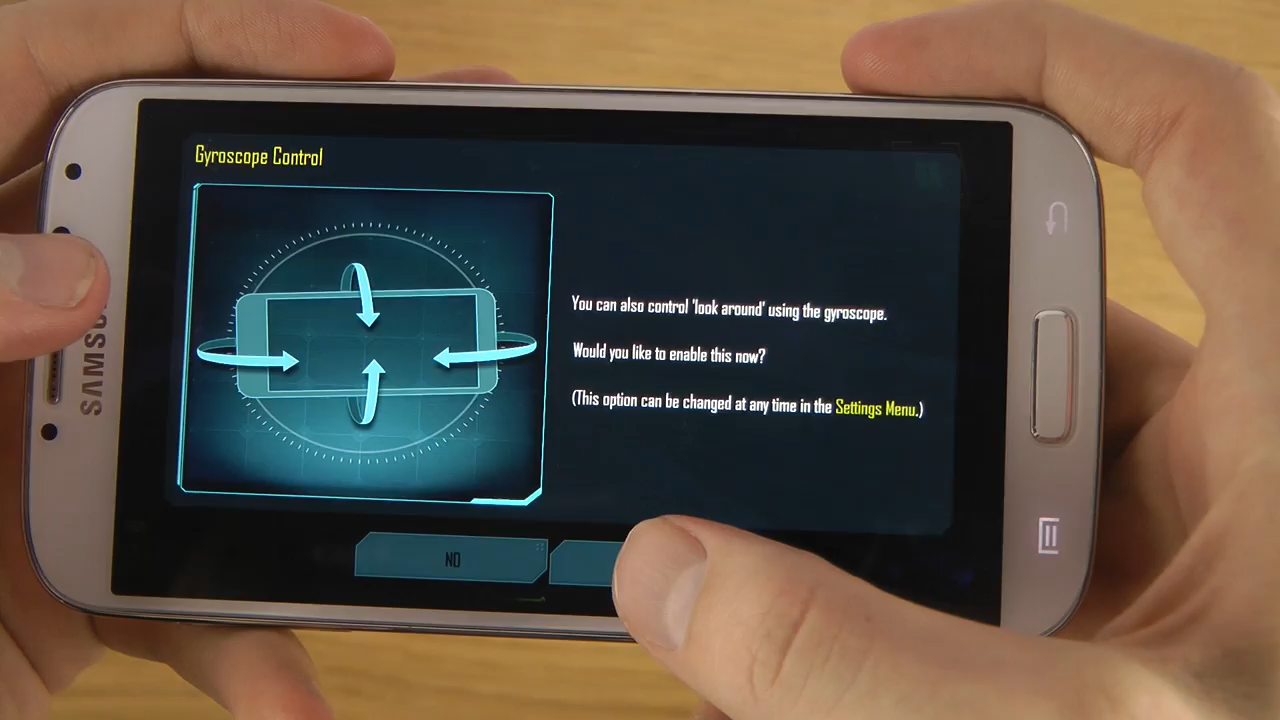 Gyroscope Control
You can also control 'look around' using the gyroscope.
Would you like to enable this now?
(This option can be changed at any time in the Settings Menu.)
NO
SAMSU